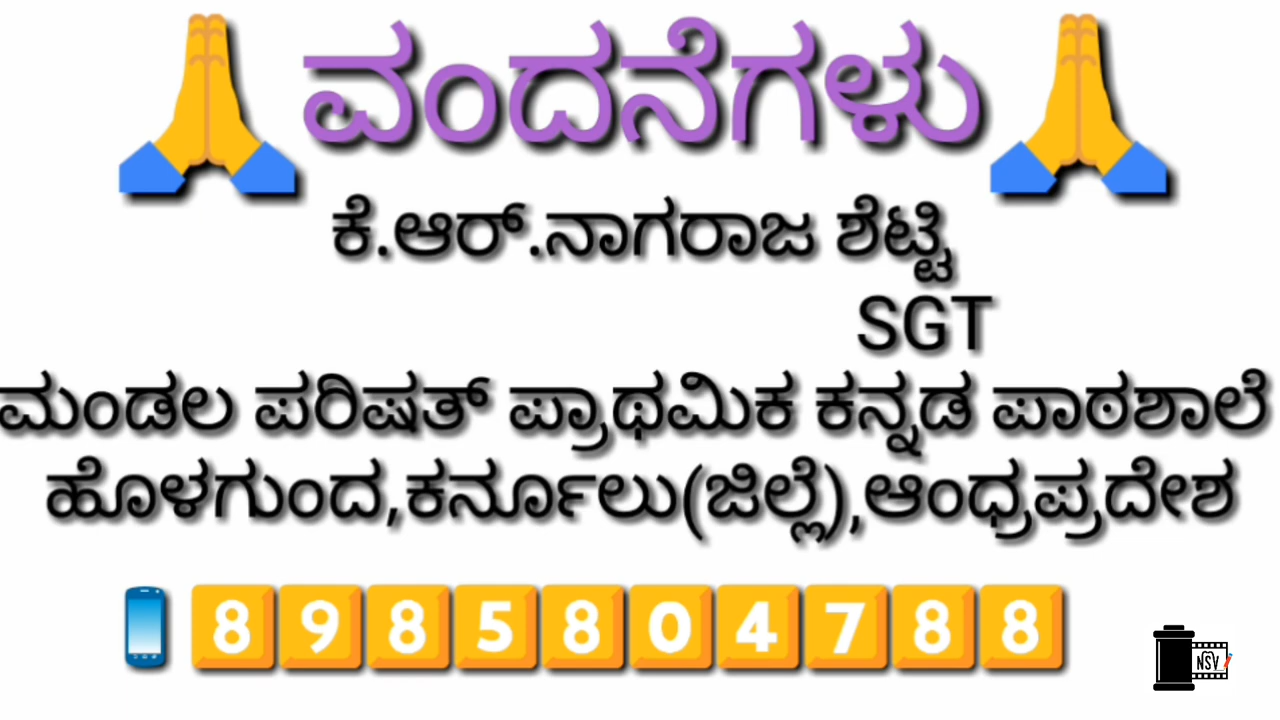 🙏ವಂದನೆಗಳು🙏
ಕೆ.ಆರ್.ನಾಗರಾಜ ಶೆಟ್ಟಿ
SGT
ಮಂಡಲ ಪರಿಷತ್ ಪ್ರಾಥಮಿಕ ಕನ್ನಡ ಪಾಠಶಾಲೆ
ಹೊಳಗುಂದ,ಕರ್ನೂಲು(ಜಿಲ್ಲೆ),ಆಂಧ್ರಪ್ರದೇಶ
📱8985804788
NSV